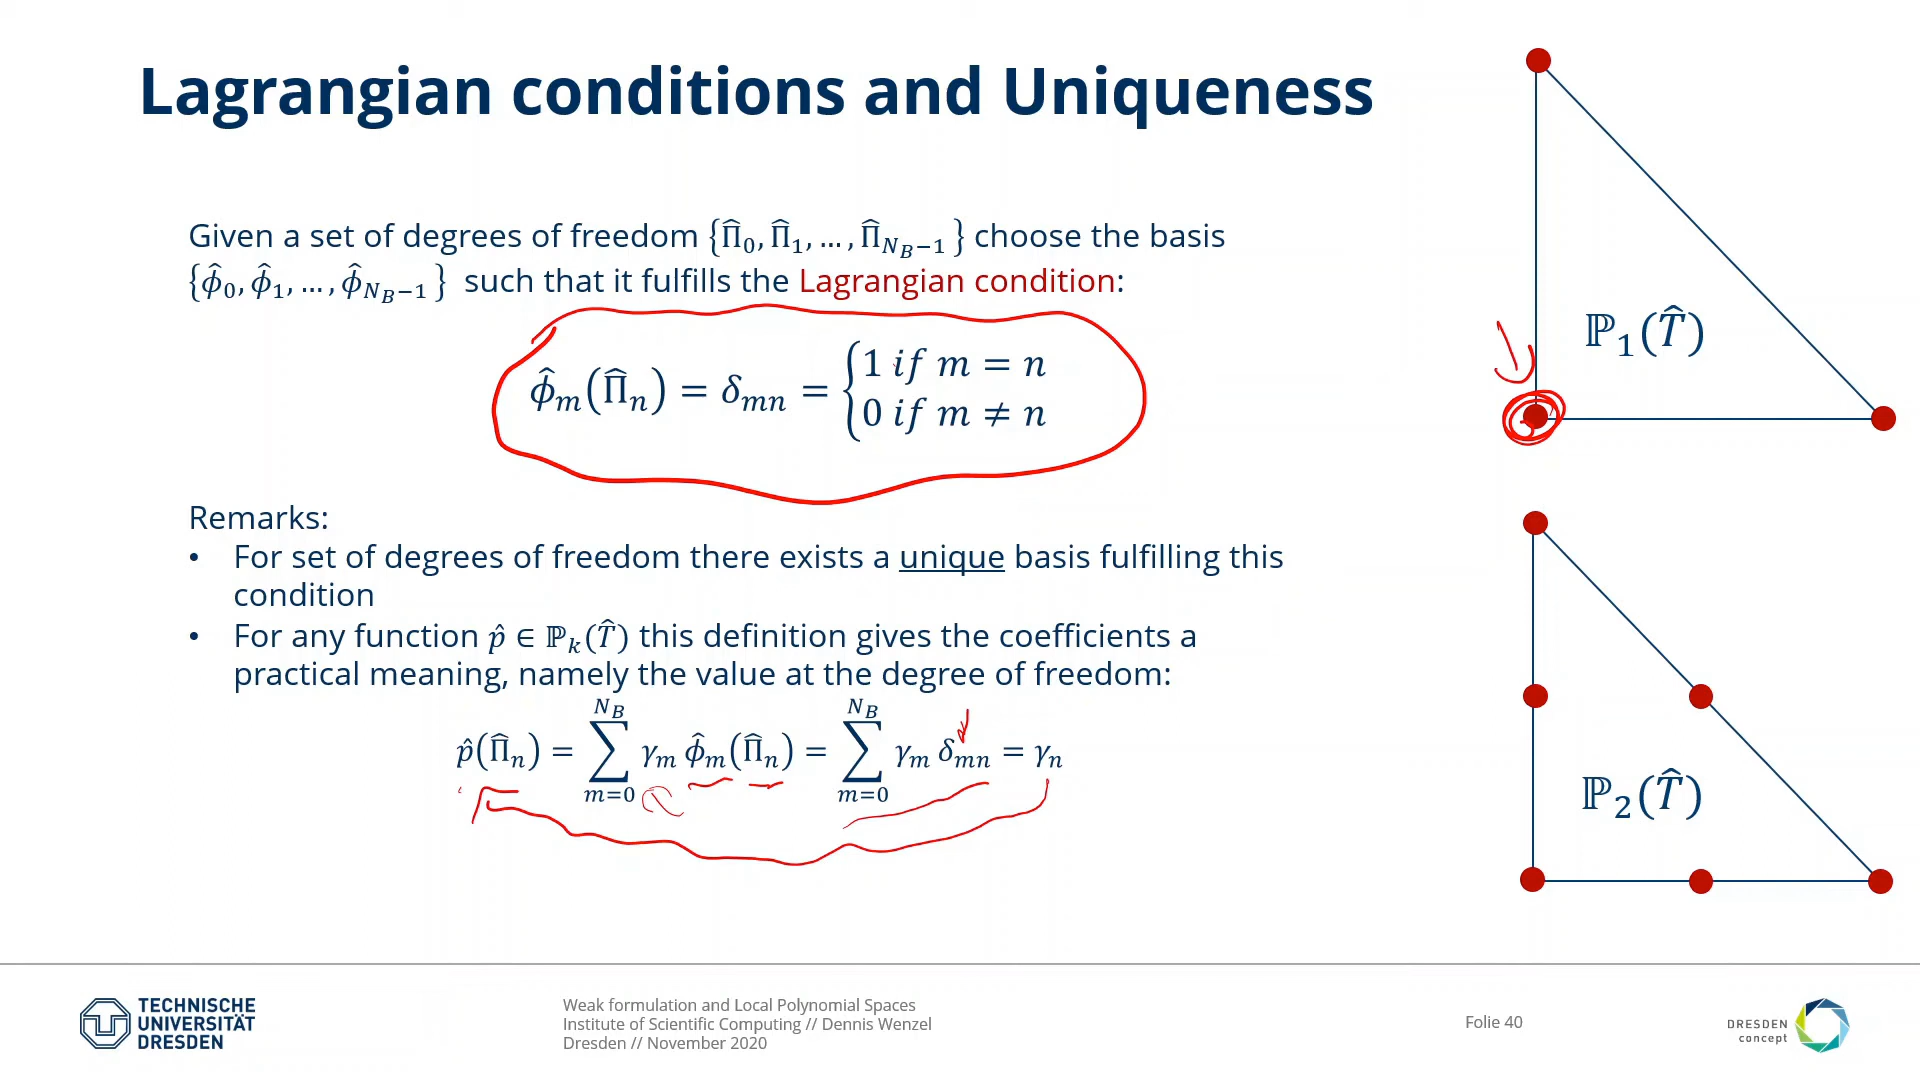 Lagrangian conditions and Uniqueness
Given a set of degrees of freedom {Π̂₀, Π̂₁, … , Π̂_{N_B−1} } choose the basis
{ϕ̂₀, ϕ̂₁, … , ϕ̂_{N_B−1} } such that it fulfills the Lagrangian condition:
ϕ̂_m(Π̂_n) = δ_{mn} = {1 if m = n
0 if m ≠ n
Remarks:
• For set of degrees of freedom there exists a unique basis fulfilling this
condition
• For any function p̂ ∈ ℙ_k(T̂) this definition gives the coefficients a
practical meaning, namely the value at the degree of freedom:
p̂(Π̂_n) = ∑_{m=0}^{N_B} γ_m ϕ̂_m(Π̂_n) = ∑_{m=0}^{N_B} γ_m δ_{mn} = γ_n
ℙ₁(T̂)
ℙ₂(T̂)
TECHNISCHE
UNIVERSITÄT
DRESDEN
Weak formulation and Local Polynomial Spaces
Institute of Scientific Computing // Dennis Wenzel
Dresden // November 2020
Folie 40
DRESDEN
concept